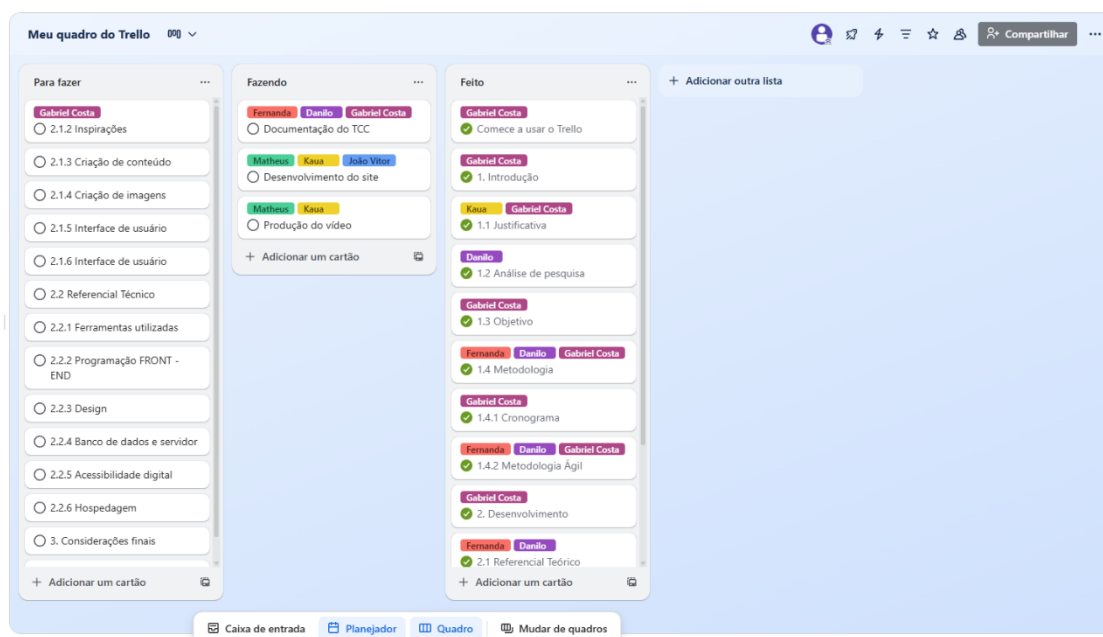 Meu quadro do Trello
Compartilhar
Para fazer
Gabriel Costa
2.1.2 Inspirações
2.1.3 Criação de conteúdo
2.1.4 Criação de imagens
2.1.5 Interface de usuário
2.1.6 Interface de usuário
2.2 Referencial Técnico
2.2.1 Ferramentas utilizadas
2.2.2 Programação FRONT -
END
2.2.3 Design
2.2.4 Banco de dados e servidor
2.2.5 Acessibilidade digital
2.2.6 Hospedagem
3. Considerações finais
+ Adicionar um cartão
Fazendo
Fernanda Danilo Gabriel Costa
Documentação do TCC
Matheus Kaua João Vitor
Desenvolvimento do site
Matheus Kaua
Produção do vídeo
+ Adicionar um cartão
Feito
Gabriel Costa
Comece a usar o Trello
Gabriel Costa
1. Introdução
Kaua Gabriel Costa
1.1 Justificativa
Danilo
1.2 Análise de pesquisa
Gabriel Costa
1.3 Objetivo
Fernanda Danilo Gabriel Costa
1.4 Metodologia
Gabriel Costa
1.4.1 Cronograma
Fernanda Danilo Gabriel Costa
1.4.2 Metodologia Ágil
Gabriel Costa
2. Desenvolvimento
Fernanda Danilo
2.1 Referencial Teórico
+ Adicionar um cartão
+ Adicionar outra lista
Caixa de entrada Planejador Quadro Mudar de quadros